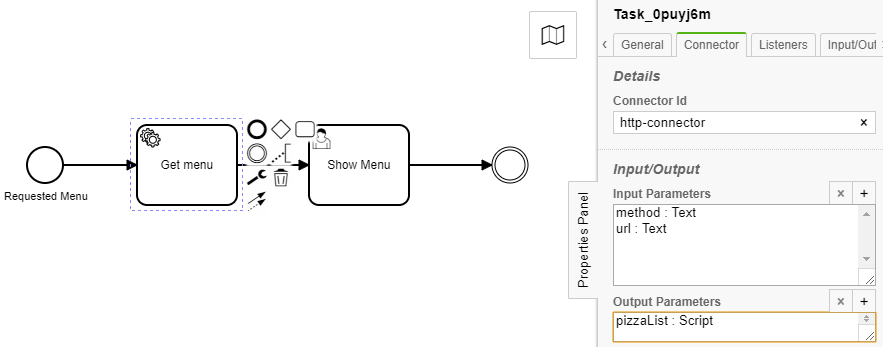 Requested Menu
Get menu
Show Menu
Properties Panel
Task_0puyj6m
General
Connector
Listeners
Input/Out
Details
Connector Id
http-connector
Input/Output
Input Parameters
method : Text
url : Text
Output Parameters
pizzaList : Script